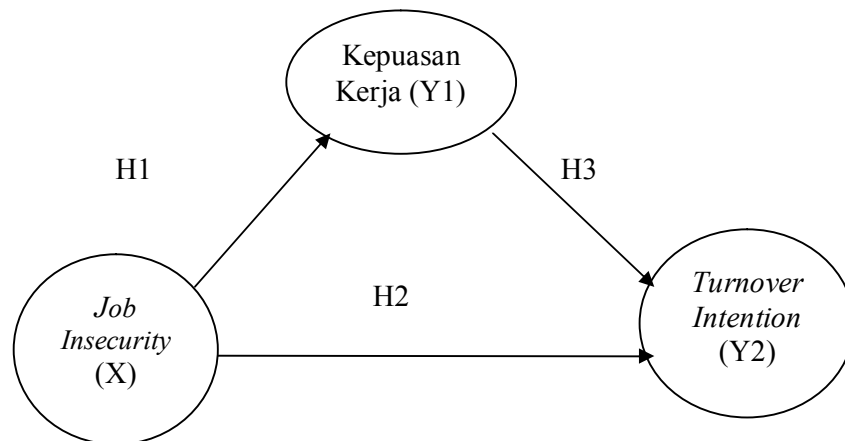 Kepuasan
Kerja (Y1)
H1
H3
H2
Job
Insecurity
(X)
Turnover
Intention
(Y2)